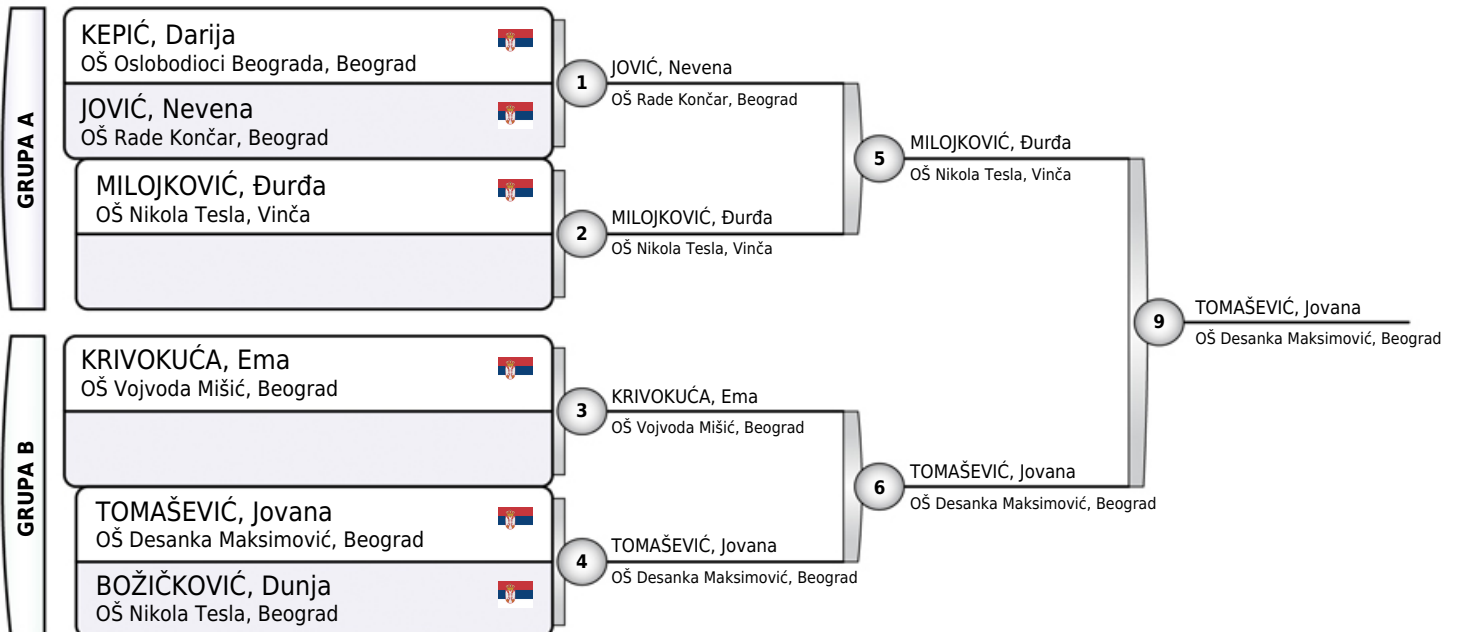 GRUPA A
KEPIĆ, Darija
OŠ Oslobodioci Beograda, Beograd
JOVIĆ, Nevena
OŠ Rade Končar, Beograd
MILOJKOVIĆ, Đurđa
OŠ Nikola Tesla, Vinča
1
JOVIĆ, Nevena
OŠ Rade Končar, Beograd
2
MILOJKOVIĆ, Đurđa
OŠ Nikola Tesla, Vinča
5
MILOJKOVIĆ, Đurđa
OŠ Nikola Tesla, Vinča
GRUPA B
KRIVOKUĆA, Ema
OŠ Vojvoda Mišić, Beograd
TOMAŠEVIĆ, Jovana
OŠ Desanka Maksimović, Beograd
BOŽIČKOVIĆ, Dunja
OŠ Nikola Tesla, Beograd
3
KRIVOKUĆA, Ema
OŠ Vojvoda Mišić, Beograd
4
TOMAŠEVIĆ, Jovana
OŠ Desanka Maksimović, Beograd
6
TOMAŠEVIĆ, Jovana
OŠ Desanka Maksimović, Beograd
9
TOMAŠEVIĆ, Jovana
OŠ Desanka Maksimović, Beograd